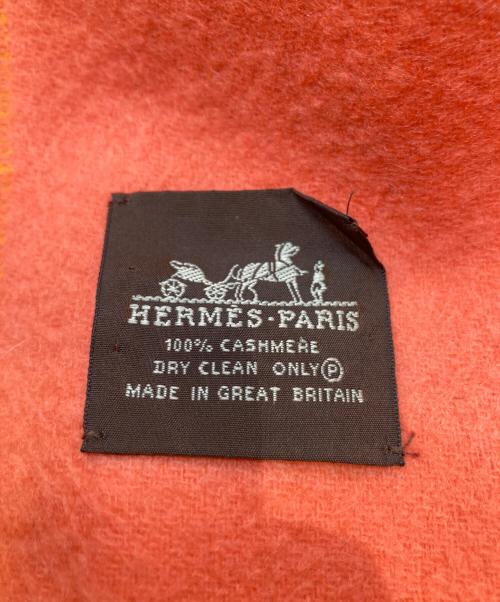 HERMÈS-PARIS
100% CASHMERE
DRY CLEAN ONLY Ⓟ
MADE IN GREAT BRITAIN